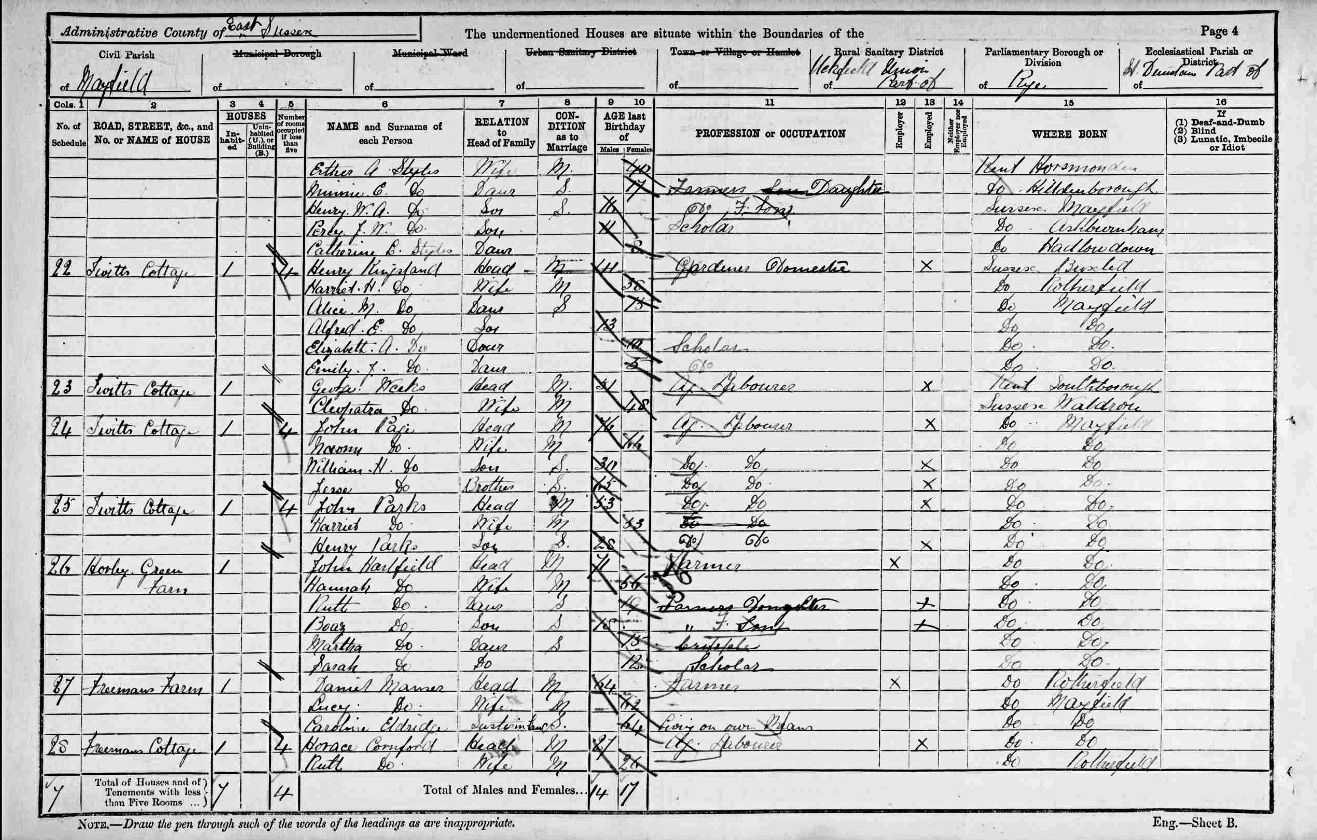 Administrative County of East Sussex The undermentioned Houses are situate within the Boundaries of the Page 4
Civil Parish Municipal Borough Municipal Ward Urban Sanitary District Town or Village or Hamlet Rural Sanitary District Parliamentary Borough or Division Ecclesiastical Parish or District
of Mayfield of of of of of Uckfield Union Part of of Rye of St Dunstan Part of
Cols. 1 2 3 4 5 6 7 8 9 10 11 12 13 14 15 16
No. of Schedule ROAD, STREET, &c., and No. or NAME of HOUSE HOUSES Inhabited Uninhabited (U.), or Building (B.) Number of rooms occupied if less than five NAME and Surname of each Person RELATION to Head of Family CONDITION as to Marriage AGE last Birthday of Males Females PROFESSION or OCCUPATION Employer Employed Neither Employer nor Employed WHERE BORN If (1) Deaf-and-Dumb (2) Blind (3) Lunatic, Imbecile or Idiot
Esther A Styles Wife M Kent Horsmonden
Minnie E. Do Daur S. 17 Farmers Son Daughter Do Hildenborough
Henry. W. A. Do Son S. Do F. Son Sussex Mayfield
Percy. J. W. Do. Son 11 Scholar Do Ashburnham
Catherine E. Styles Daur 8 Do Hadlow down
22 Twitts Cottage 1 4 Henry Kingsland Head M 41 Gardener Domestic X Sussex Buxted
Harriet. H. Do Wife M Do Rotherfield
Alice. M. Do Daur S Do Mayfield
Alfred E. Do Son 13 Do Do
Elizabeth. A. Do Daur 10 Scholar Do Do.
Emily. J. Do Daur 5 Do Do Do.
23 Twitts Cottage 1 George Weeks Head M. 51 Ag. Labourer X Kent Southborough
Cleopatra Do Wife M 48 Sussex Waldron
24 Twitts Cottage 1 4 John Page Head M Ag. Labourer X Do Mayfield
Naomi Do. Wife M Do Do
William. H. Do Son S. Do Do X Do Do
Jesse Do Brother S. 65 Do Do X Do Do
25 Twitts Cottage 1 4 John Parks Head M 53 Do Do X Do Do
Harriet Do Wife M 53 Do Do Do Do.
Henry Parks Son S. 28 Do Do X Do Do.
26 Horley Green Farm 1 John Hartfield Head M Farmer X Do Do
Hannah Do Wife M 56 Do Do.
Ruth Do Daur S 19 Farmers Daughter X Do Do
Boaz Do. Son S " F Son X Do Do
Martha Do Daur S 15 Cripple Do Do
Sarah Do Do 12 Scholar Do Do.
27 Freemans Farm 1 Daniel Manser Head M 64 Farmer X Do Rotherfield
Lucy. Do Wife M 62 Do Mayfield
Caroline Eldridge Sister in law S. 64 Living on own Means Do Do
28 Freemans Cottage 1 4 Horace Cornford Head M 27 Ag. Labourer X Do Do
Ruth Do. Wife M 26 Do Rotherfield
7 Total of Houses and of Tenements with less than Five Rooms ... 7 4 Total of Males and Females... 14 17
NOTE.—Draw the pen through such of the words of the headings as are inappropriate. Eng.—Sheet B.